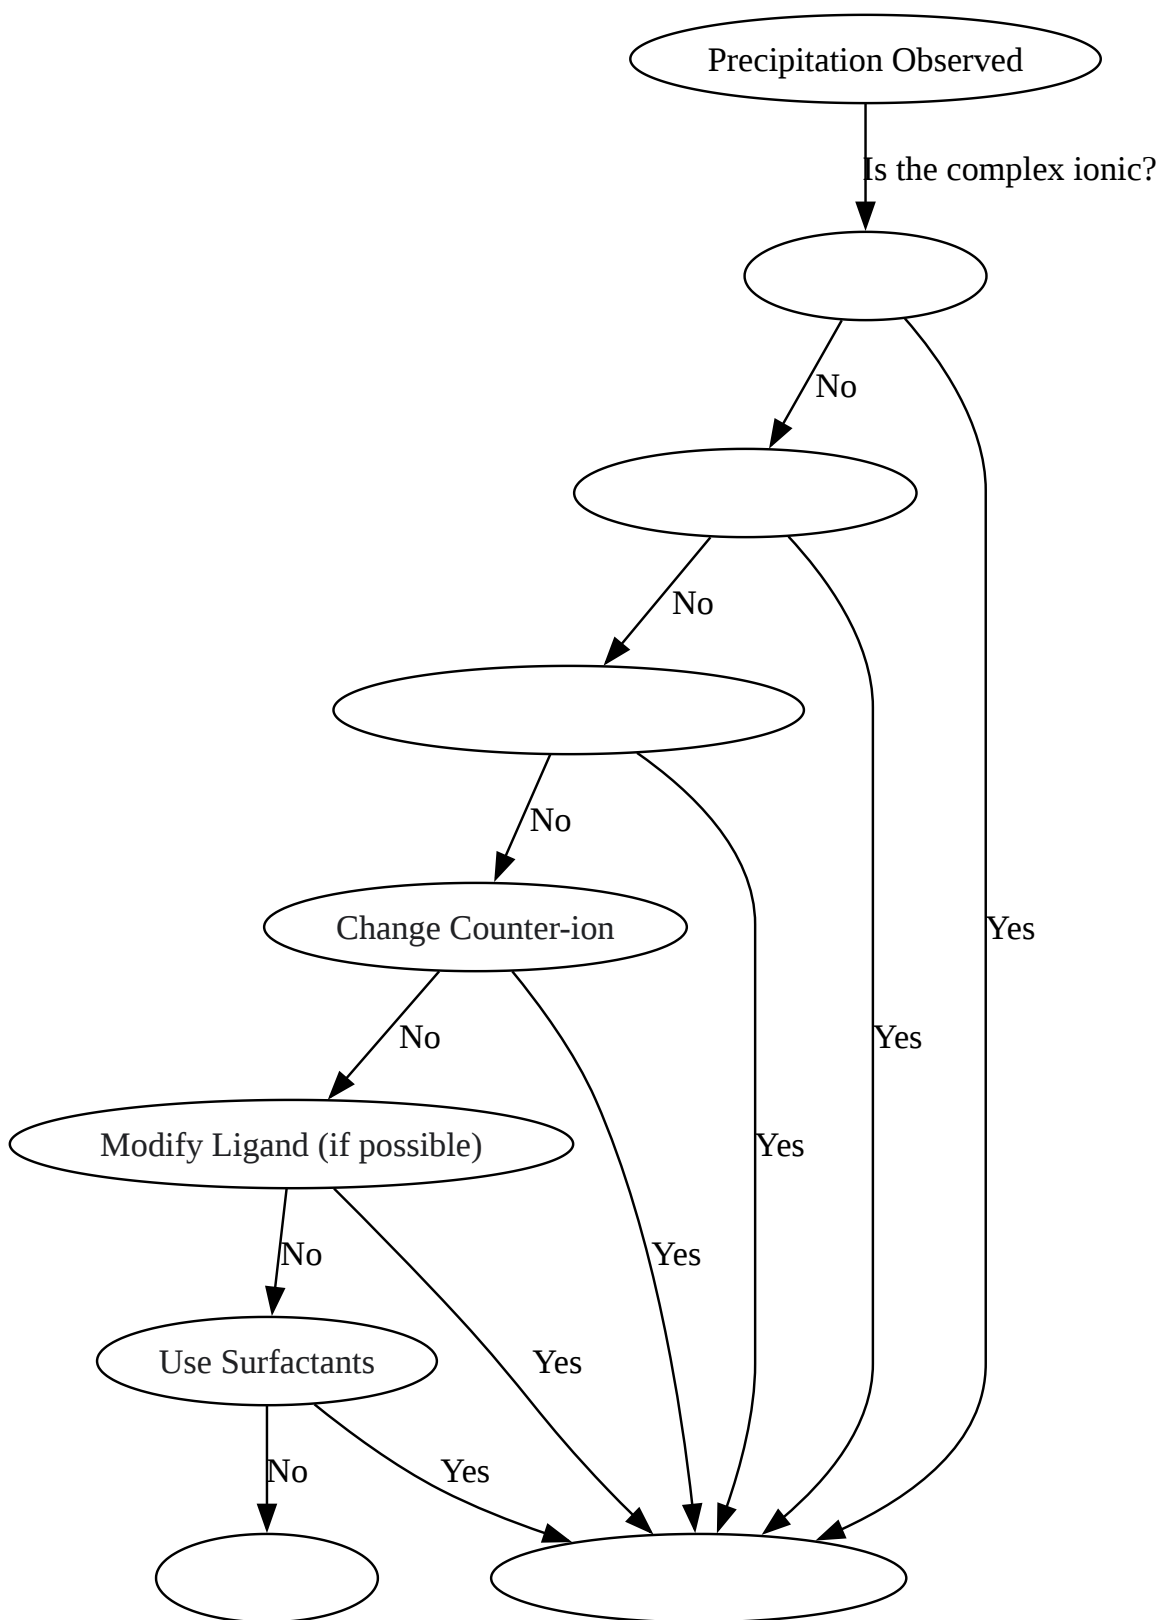 Precipitation Observed
Is the complex ionic?
No
No
No
Change Counter-ion
Yes
No
Yes
Modify Ligand (if possible)
Yes
No
Yes
Use Surfactants
Yes
No
Yes